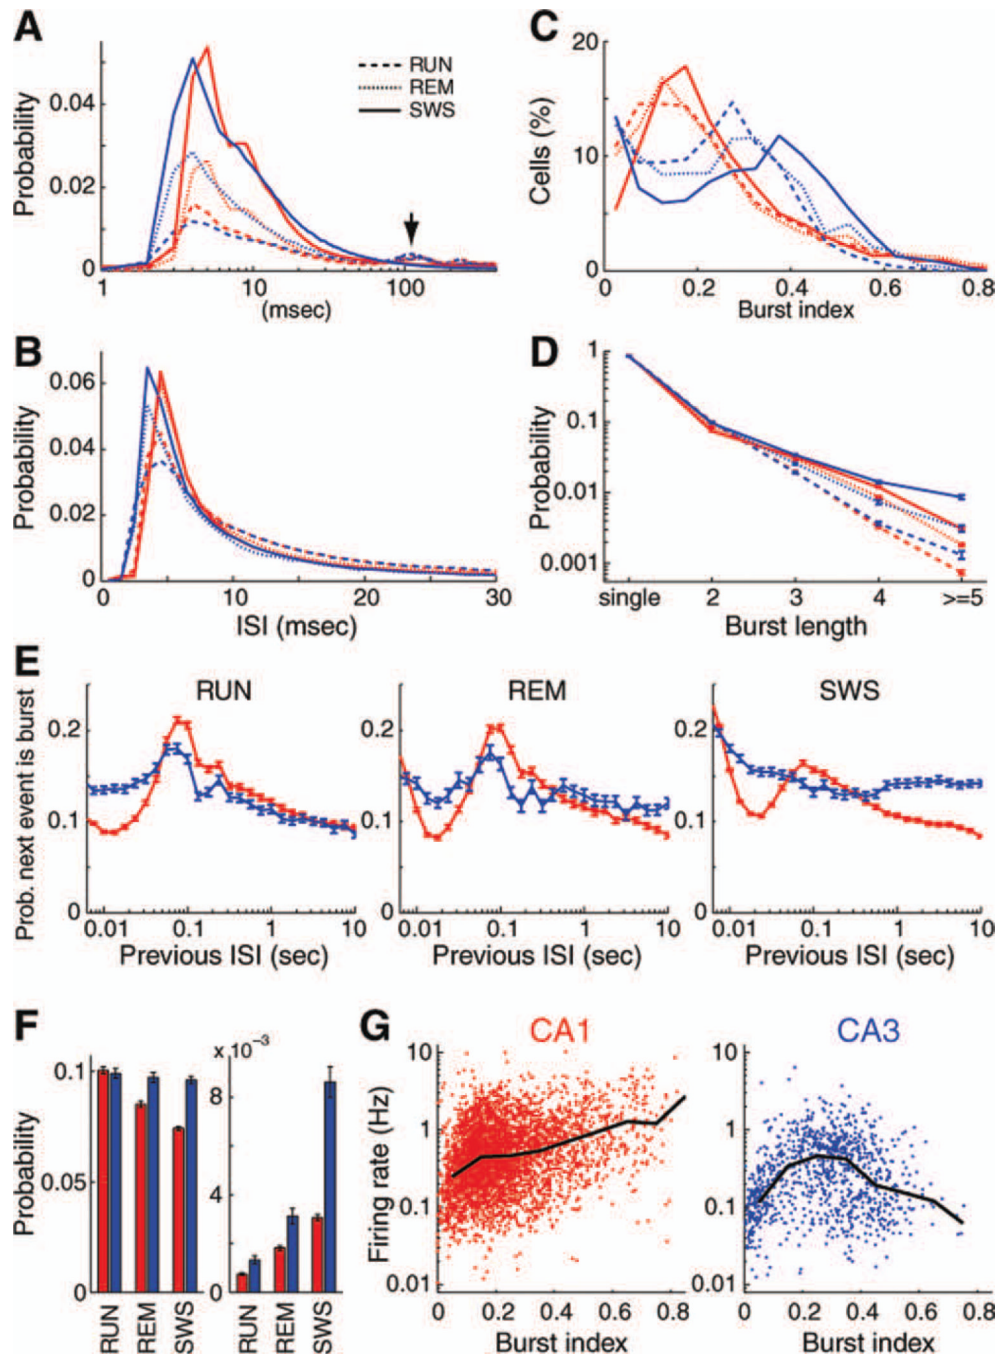 A
Probability
0.04
0.02
0
1
10
100
(msec)
RUN
REM
SWS
C
Cells (%)
20
10
0
0
0.2
0.4
0.6
0.8
Burst index
B
Probability
0.06
0.04
0.02
0
0
10
20
30
ISI (msec)
D
Probability
1
0.1
0.01
0.001
single
2
3
4
>=5
Burst length
E
Prob. next event is burst
RUN
0.2
0.1
0
0.01
0.1
1
10
Previous ISI (sec)
REM
0.2
0.1
0
0.01
0.1
1
10
Previous ISI (sec)
SWS
0.2
0.1
0
0.01
0.1
1
10
Previous ISI (sec)
F
Probability
0.1
0.05
0
RUN
REM
SWS
x 10⁻³
8
4
0
RUN
REM
SWS
G
CA1
Firing rate (Hz)
10
1
0.1
0.01
0
0.2
0.4
0.6
0.8
Burst index
CA3
10
1
0.1
0.01
0
0.2
0.4
0.6
0.8
Burst index